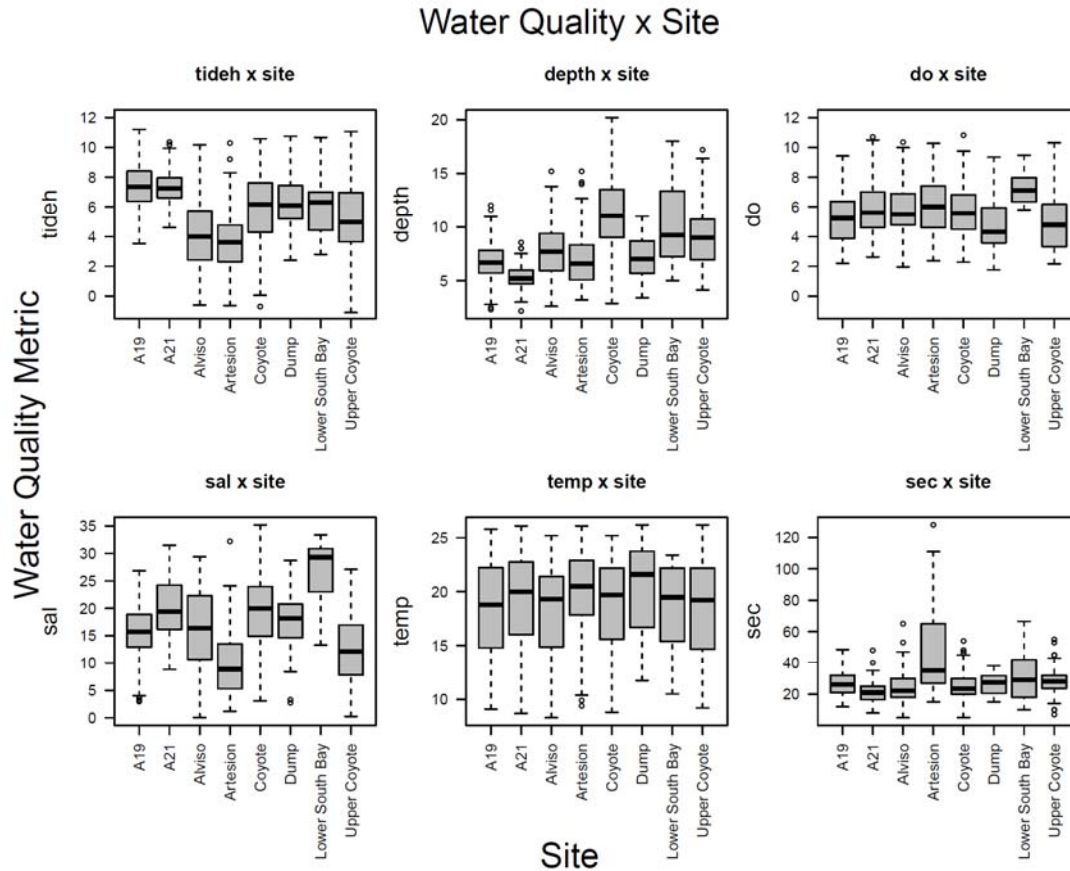 Water Quality x Site
Water Quality Metric
tideh x site
tideh
12
10
8
6
4
2
0
A19
A21
Alviso
Artesion
Coyote
Dump
Lower South Bay
Upper Coyote
depth x site
depth
20
15
10
5
A19
A21
Alviso
Artesion
Coyote
Dump
Lower South Bay
Upper Coyote
do x site
do
12
10
8
6
4
2
0
A19
A21
Alviso
Artesion
Coyote
Dump
Lower South Bay
Upper Coyote
sal x site
sal
35
30
25
20
15
10
5
0
A19
A21
Alviso
Artesion
Coyote
Dump
Lower South Bay
Upper Coyote
temp x site
temp
25
20
15
10
A19
A21
Alviso
Artesion
Coyote
Dump
Lower South Bay
Upper Coyote
sec x site
sec
120
100
80
60
40
20
A19
A21
Alviso
Artesion
Coyote
Dump
Lower South Bay
Upper Coyote
Site